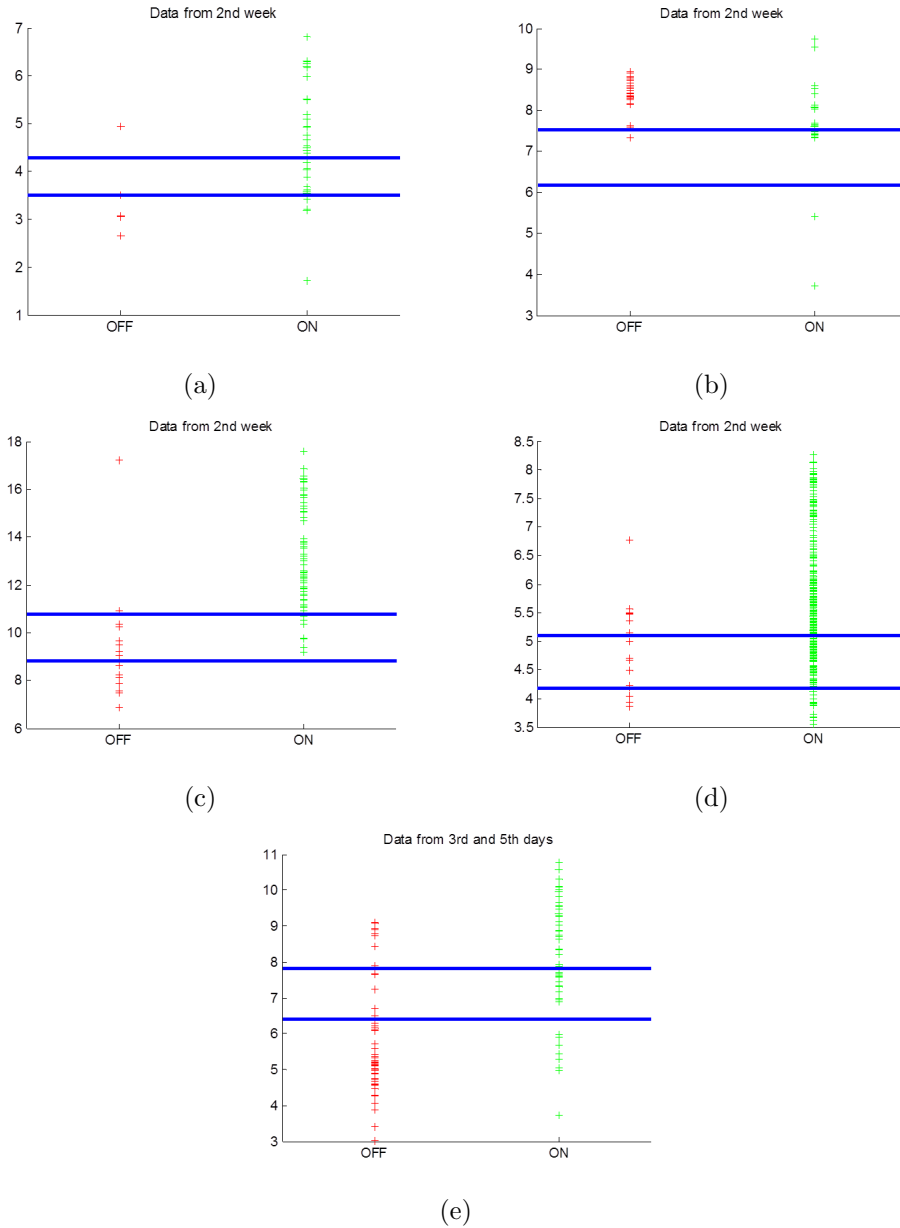 Data from 2nd week
7
6
5
4
3
2
1
OFF ON
(a)
Data from 2nd week
10
9
8
7
6
5
4
3
OFF ON
(b)
Data from 2nd week
18
16
14
12
10
8
6
OFF ON
(c)
Data from 2nd week
8.5
8
7.5
7
6.5
6
5.5
5
4.5
4
3.5
OFF ON
(d)
Data from 3rd and 5th days
11
10
9
8
7
6
5
4
3
OFF ON
(e)